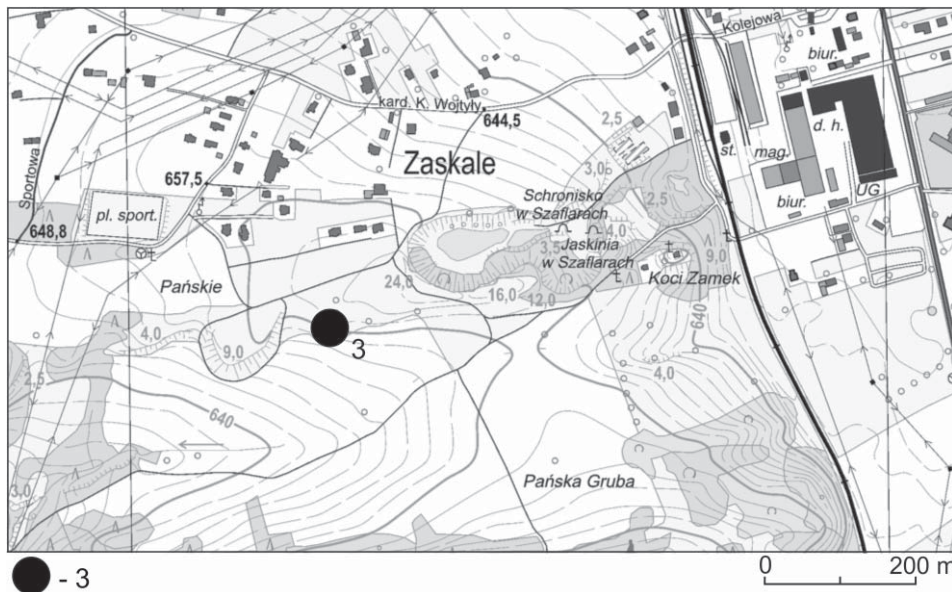 Kolejowa
biur.
kard. K. Wojtyły
644,5
2,5
d. h.
Sportowa
Zaskale
3,0
st.
mag.
657,5
Schronisko
w Szaflarach
2,5
biur.
UG
pl. sport.
4,0
648,8
3,5
Jaskinia
w Szaflarach
9,0
Pańskie
24,0
16,0
12,0
Koci Zamek
640
4,0
9,0
3
4,0
2,5
640
Pańska Gruba
3,0
- 3
0 200 m